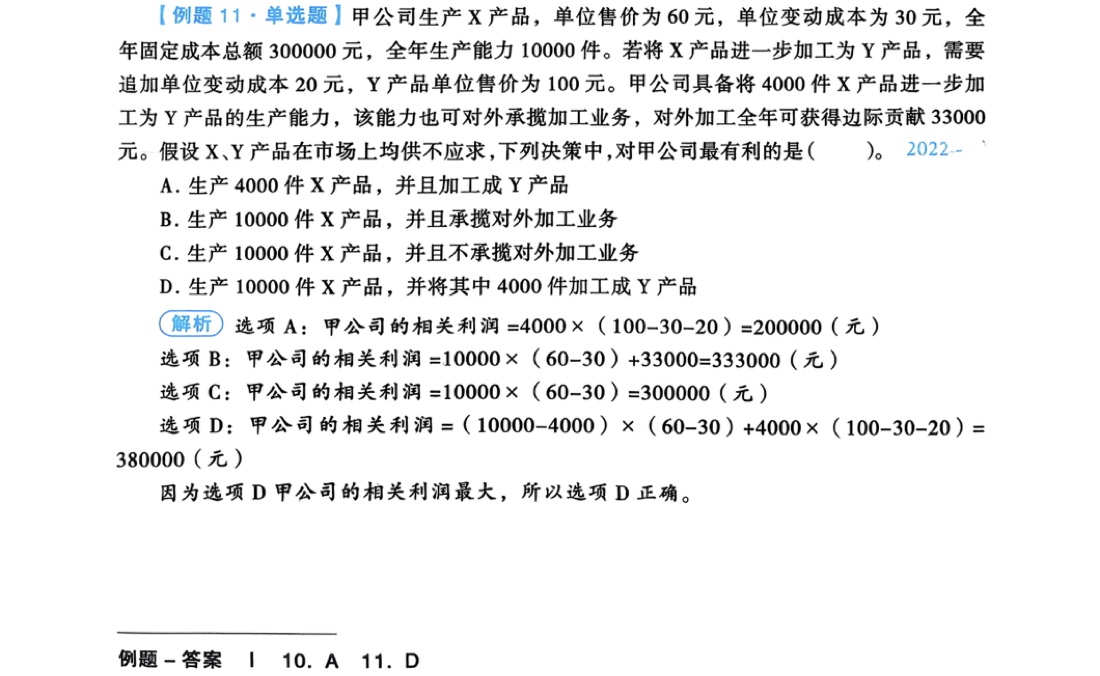 【例题 11·单选题】甲公司生产 X 产品，单位售价为 60 元，单位变动成本为 30 元，全
年固定成本总额 300000 元，全年生产能力 10000 件。若将 X 产品进一步加工为 Y 产品，需要
追加单位变动成本 20 元，Y 产品单位售价为 100 元。甲公司具备将 4000 件 X 产品进一步加
工为 Y 产品的生产能力，该能力也可对外承揽加工业务，对外加工全年可获得边际贡献 33000
元。假设 X、Y 产品在市场上均供不应求，下列决策中，对甲公司最有利的是（　　）。 2022--
A. 生产 4000 件 X 产品，并且加工成 Y 产品
B. 生产 10000 件 X 产品，并且承揽对外加工业务
C. 生产 10000 件 X 产品，并且不承揽对外加工业务
D. 生产 10000 件 X 产品，并将其中 4000 件加工成 Y 产品
解析 选项 A：甲公司的相关利润 =4000×（100-30-20）=200000（元）
选项 B：甲公司的相关利润 =10000×（60-30）+33000=333000（元）
选项 C：甲公司的相关利润 =10000×（60-30）=300000（元）
选项 D：甲公司的相关利润 =（10000-4000）×（60-30）+4000×（100-30-20）=
380000（元）
因为选项 D 甲公司的相关利润最大，所以选项 D 正确。
例题 – 答案 | 10. A 11. D